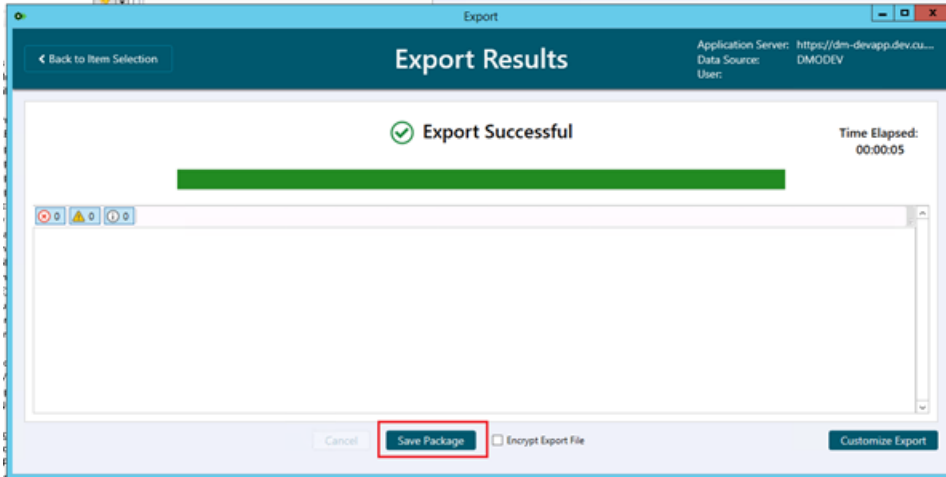 Export
Back to Item Selection
Export Results
Application Server: https://dm-devapp.dev.cu....
Data Source: DMODEV
User:
Export Successful
Time Elapsed:
00:00:05
0 0 0
Cancel
Save Package
Encrypt Export File
Customize Export